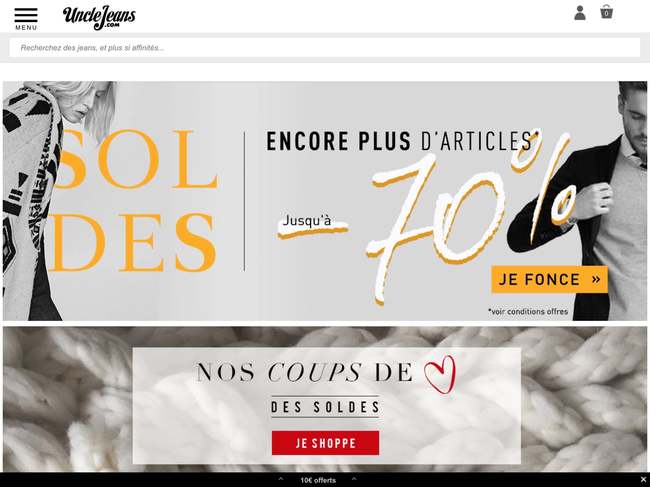 MENU
UncleJeans
.COM
0
Recherchez des jeans, et plus si affinités...
SOL
DES
ENCORE PLUS D'ARTICLES*
Jusqu'à
-70%
JE FONCE »
*voir conditions offres
NOS COUPS DE
DES SOLDES
JE SHOPPE
10€ offerts